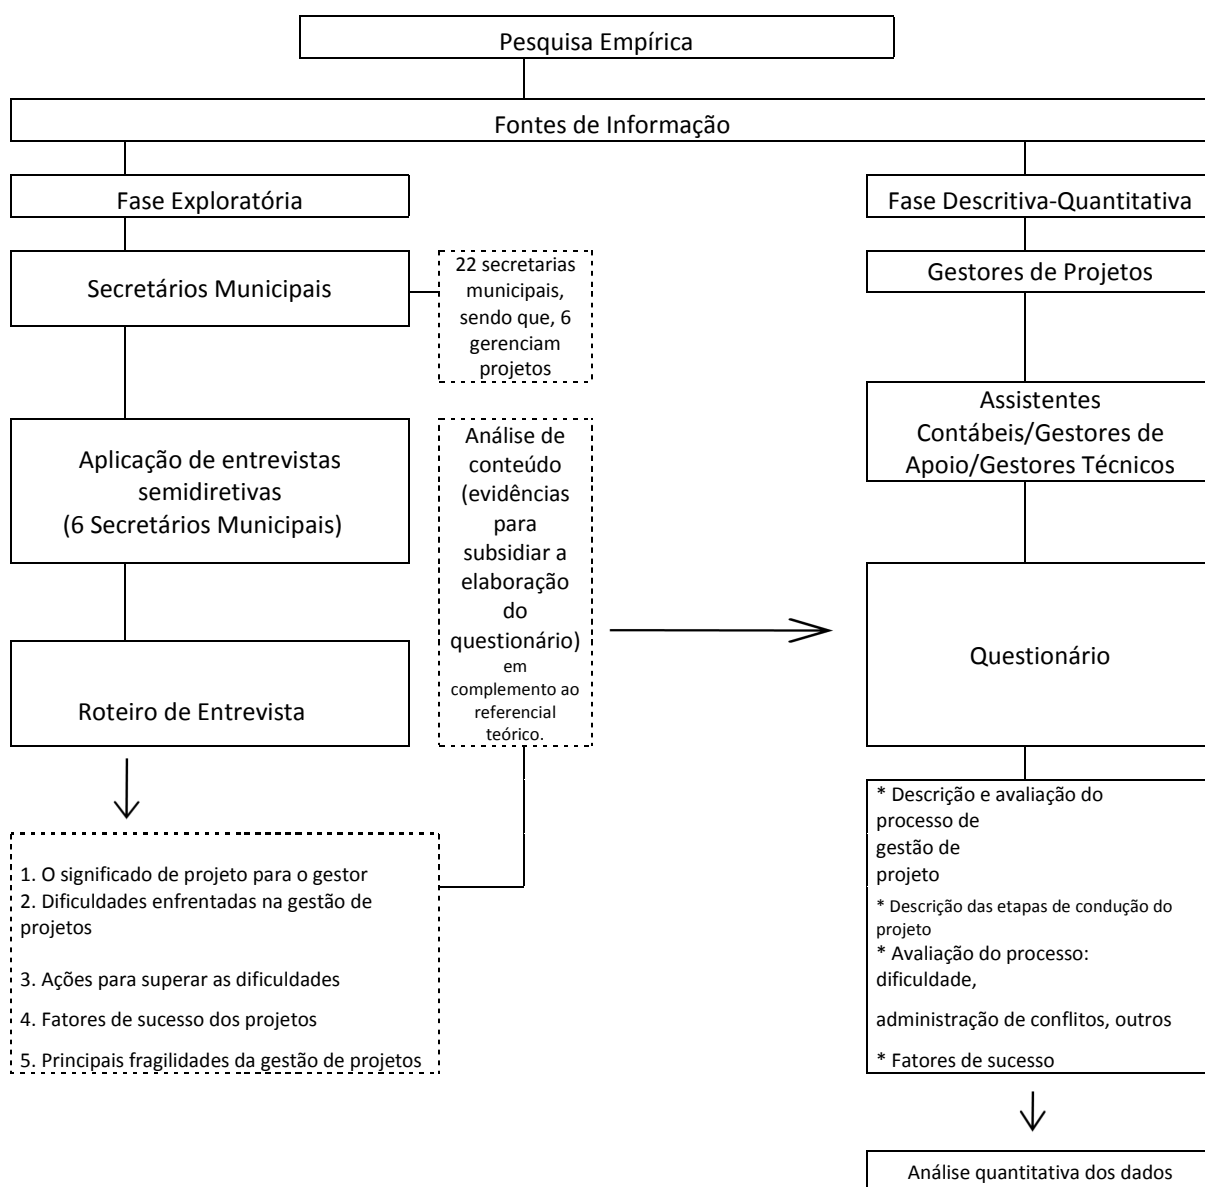 Pesquisa Empírica
Fontes de Informação
Fase Exploratória
Secretários Municipais
22 secretarias
municipais,
sendo que, 6
gerenciam
projetos
Aplicação de entrevistas
semidiretivas
(6 Secretários Municipais)
Roteiro de Entrevista
1. O significado de projeto para o gestor
2. Dificuldades enfrentadas na gestão de
projetos
3. Ações para superar as dificuldades
4. Fatores de sucesso dos projetos
5. Principais fragilidades da gestão de projetos
Análise de
conteúdo
(evidências
para
subsidiar a
elaboração
do
questionário)
em
complemento ao
referencial
teórico.
Fase Descritiva-Quantitativa
Gestores de Projetos
Assistentes
Contábeis/Gestores de
Apoio/Gestores Técnicos
Questionário
* Descrição e avaliação do
processo de
gestão de
projeto
* Descrição das etapas de condução do
projeto
* Avaliação do processo:
dificuldade,
administração de conflitos, outros
* Fatores de sucesso
Análise quantitativa dos dados